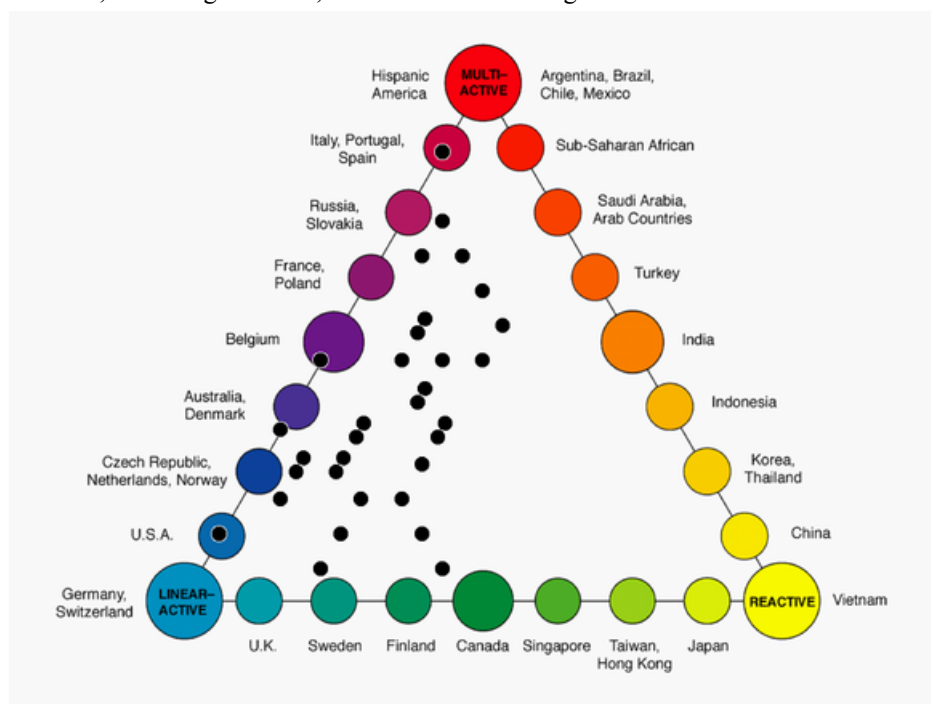 Hispanic
America
MULTI–
ACTIVE
Argentina, Brazil,
Chile, Mexico
Italy, Portugal,
Spain
Sub-Saharan African
Russia,
Slovakia
Saudi Arabia,
Arab Countries
France,
Poland
Turkey
Belgium
India
Australia,
Denmark
Indonesia
Czech Republic,
Netherlands, Norway
Korea,
Thailand
U.S.A.
China
Germany,
Switzerland
LINEAR–
ACTIVE
REACTIVE
Vietnam
U.K.
Sweden
Finland
Canada
Singapore
Taiwan,
Hong Kong
Japan